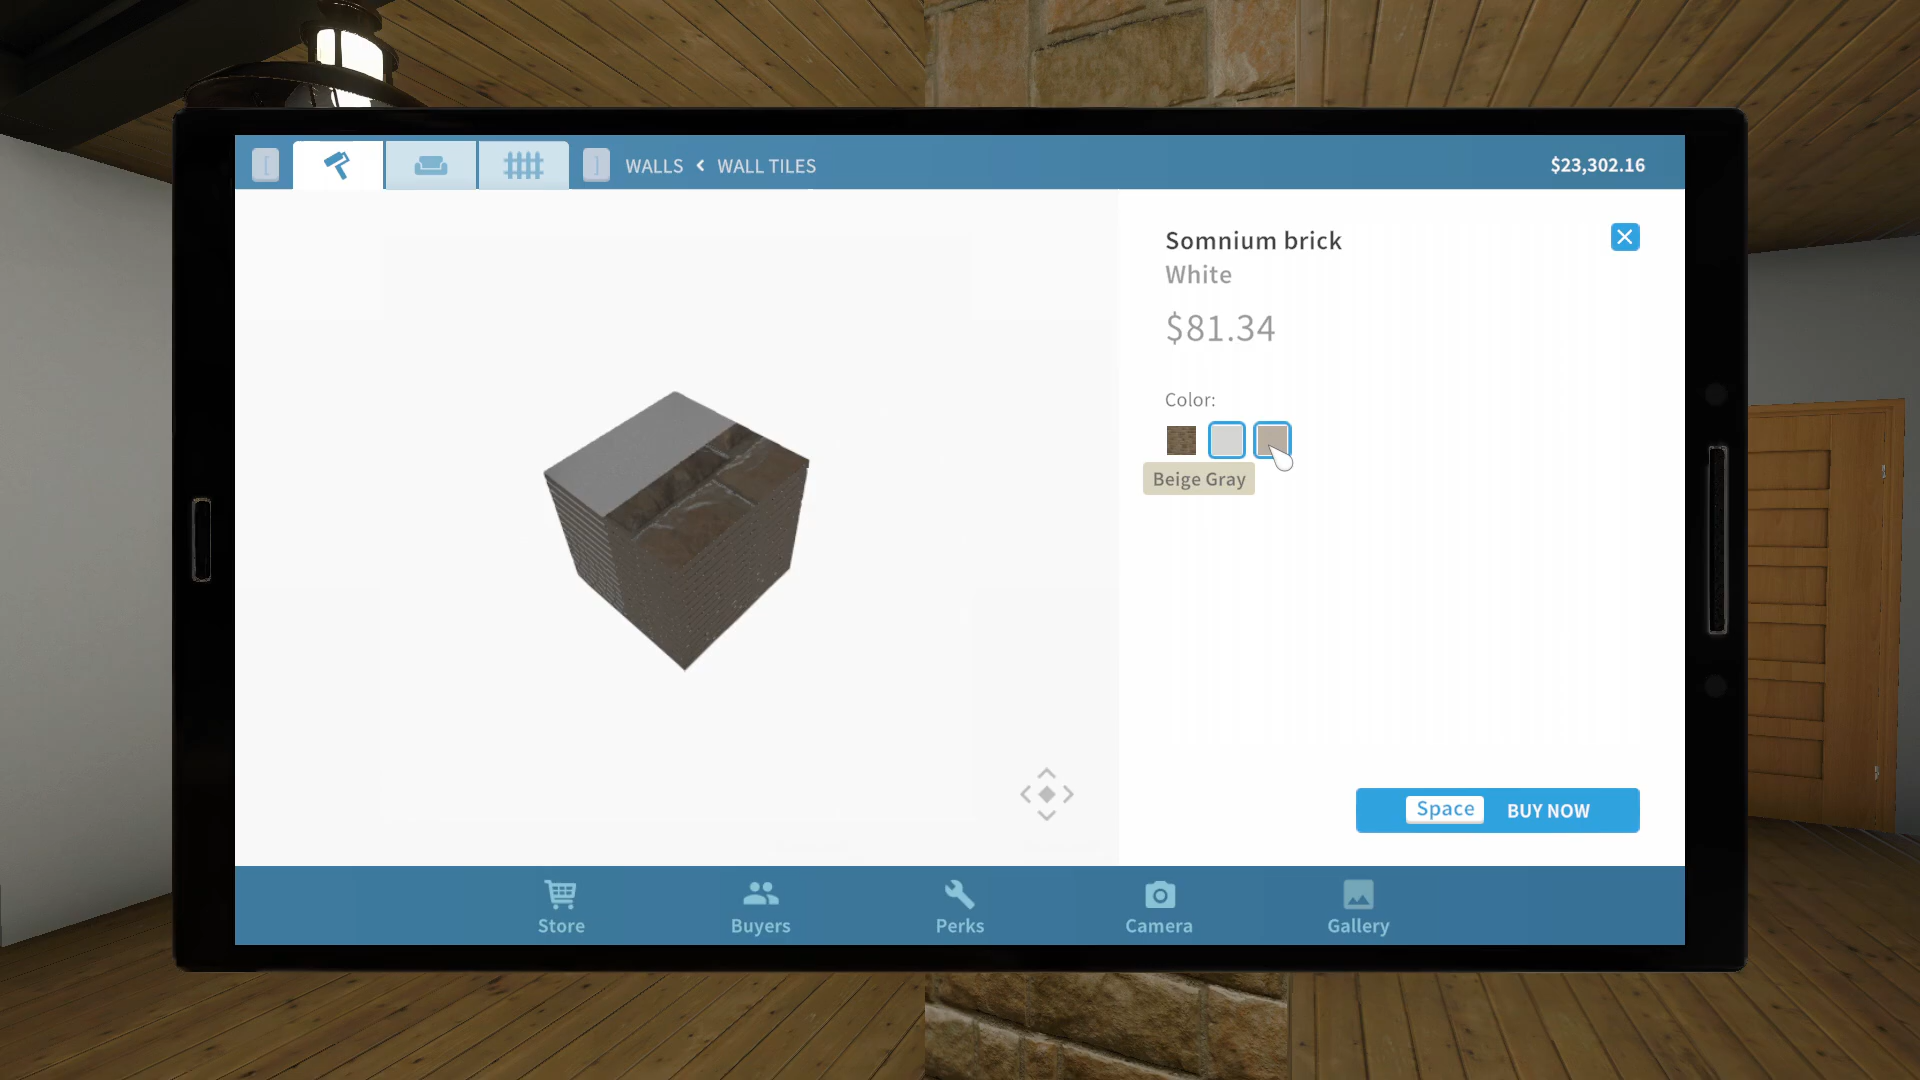 [ ] WALLS < WALL TILES $23,302.16
Somnium brick
White
$81.34
Color:
Beige Gray
Space BUY NOW
Store Buyers Perks Camera Gallery